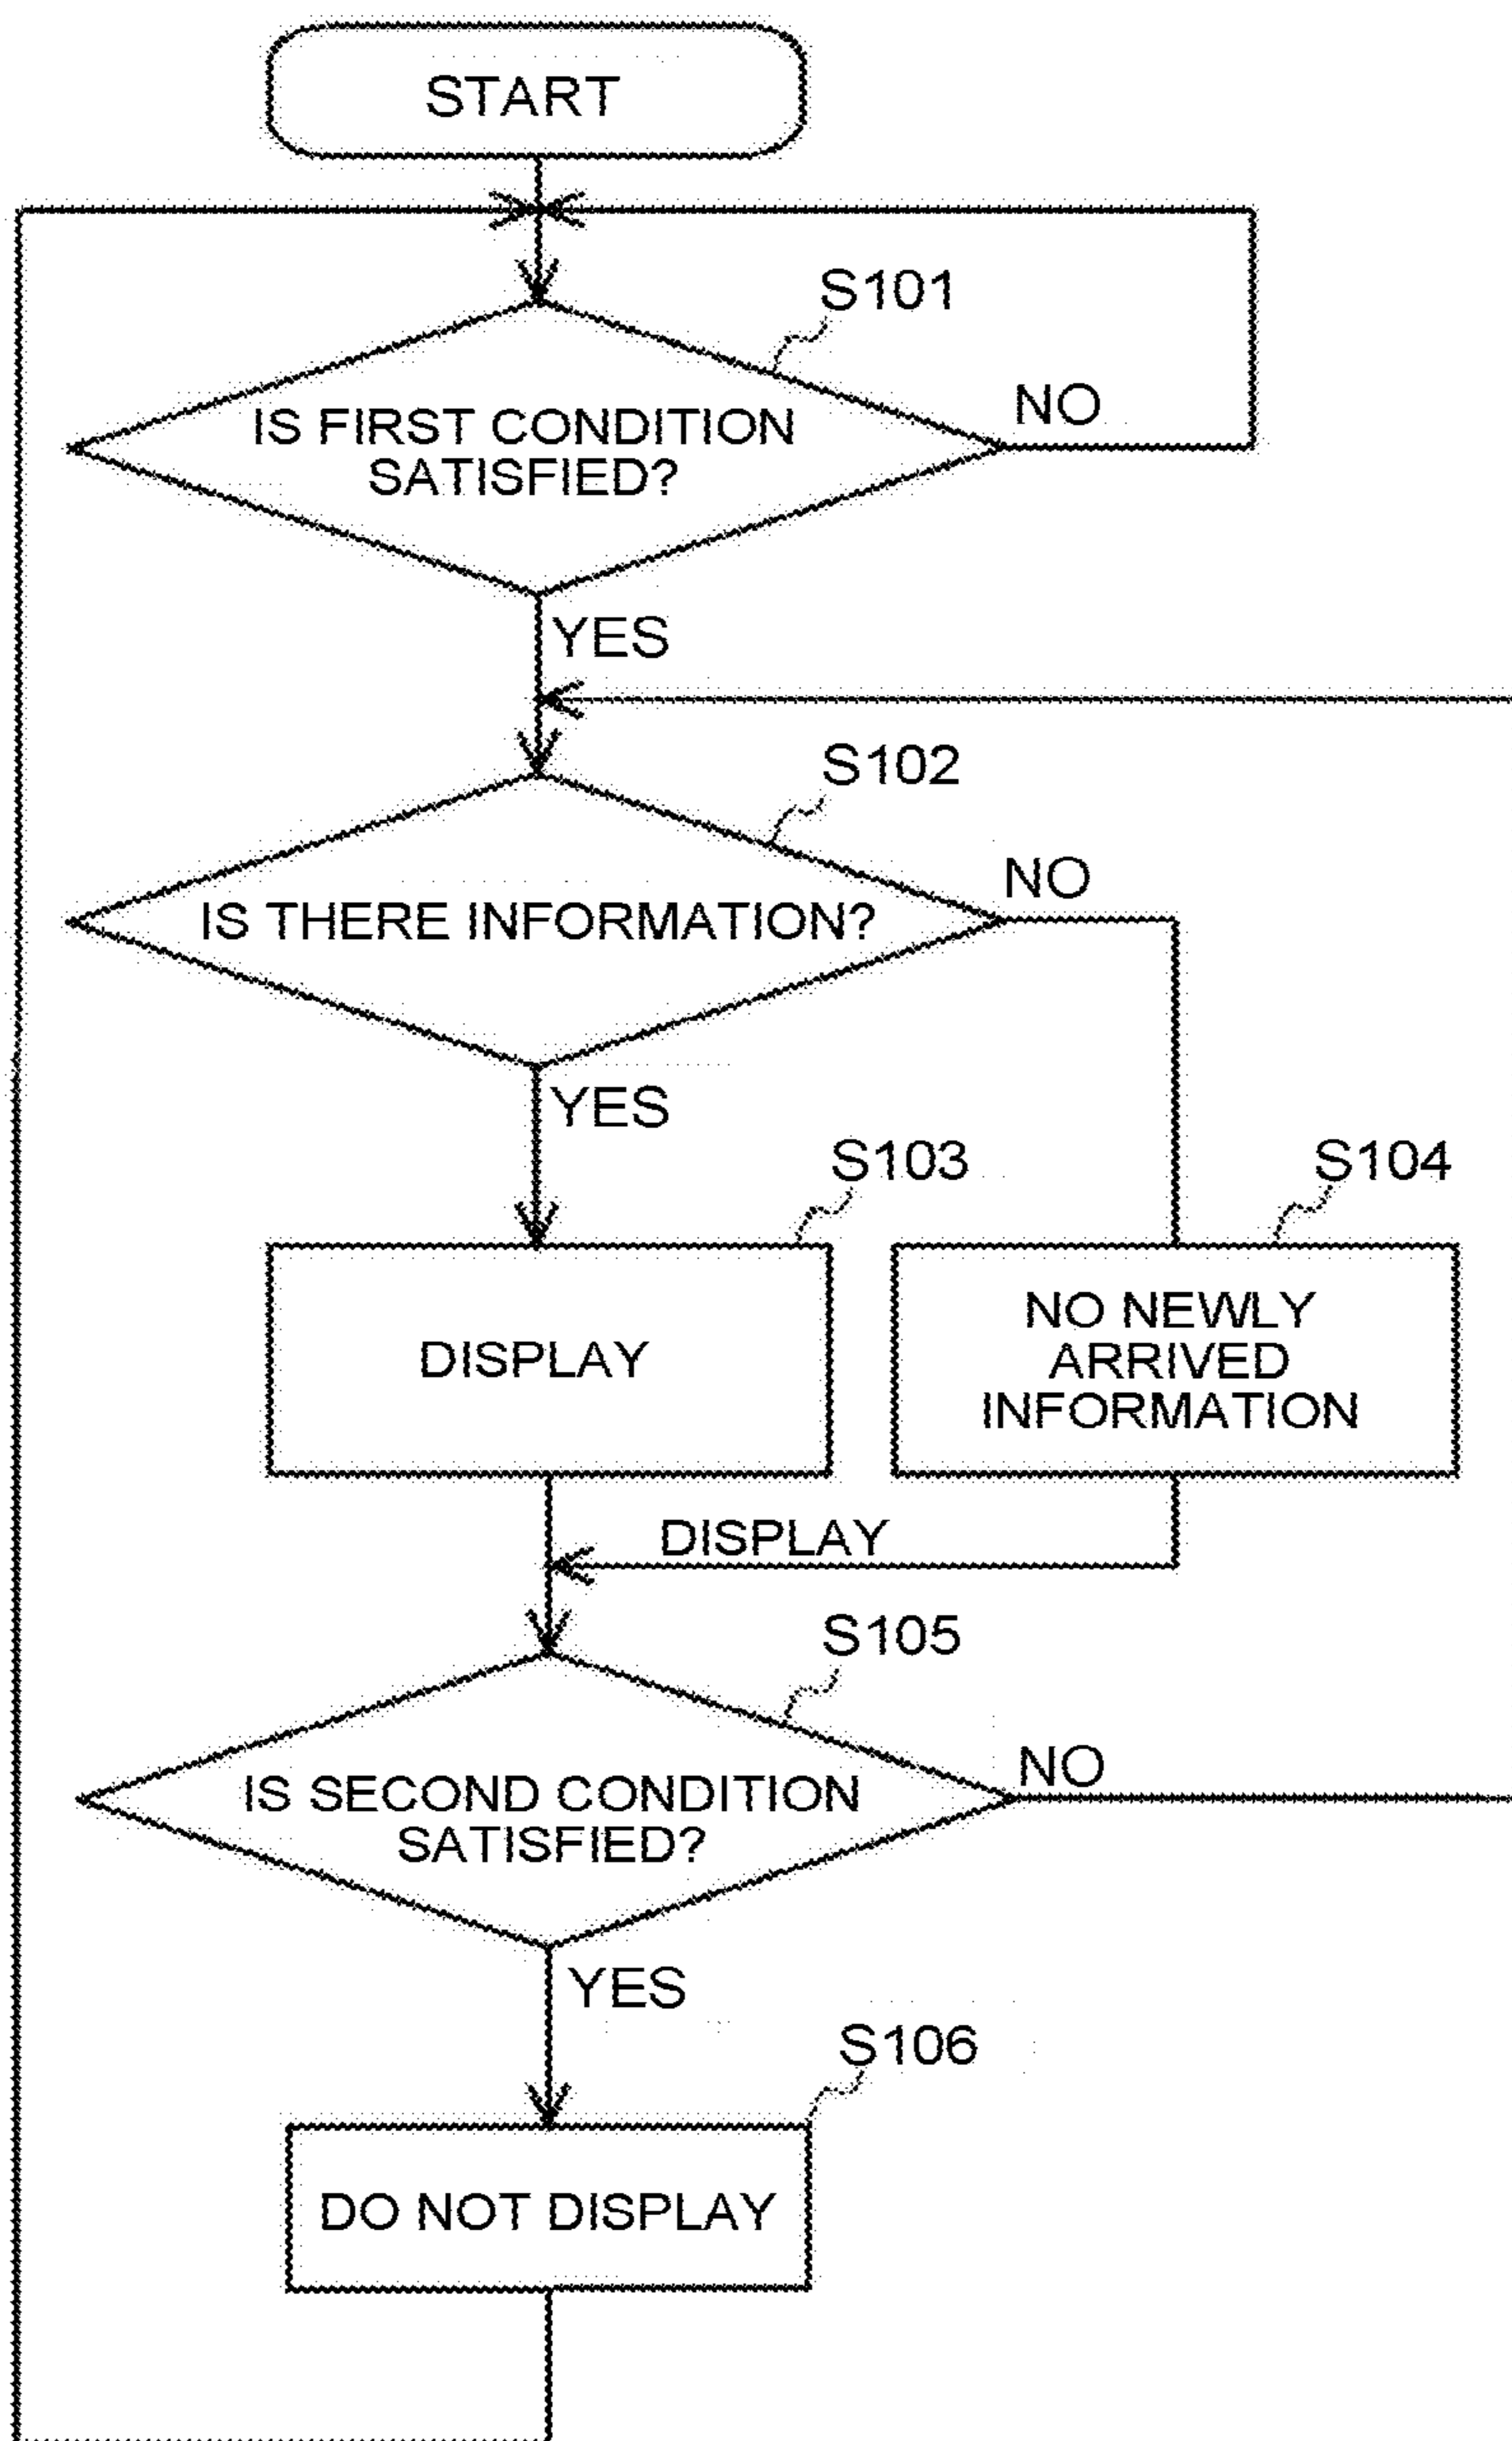 START
S101
IS FIRST CONDITION
SATISFIED?
NO
YES
S102
IS THERE INFORMATION?
NO
YES
S103
S104
DISPLAY
NO NEWLY
ARRIVED
INFORMATION
DISPLAY
S105
IS SECOND CONDITION
SATISFIED?
NO
YES
S106
DO NOT DISPLAY